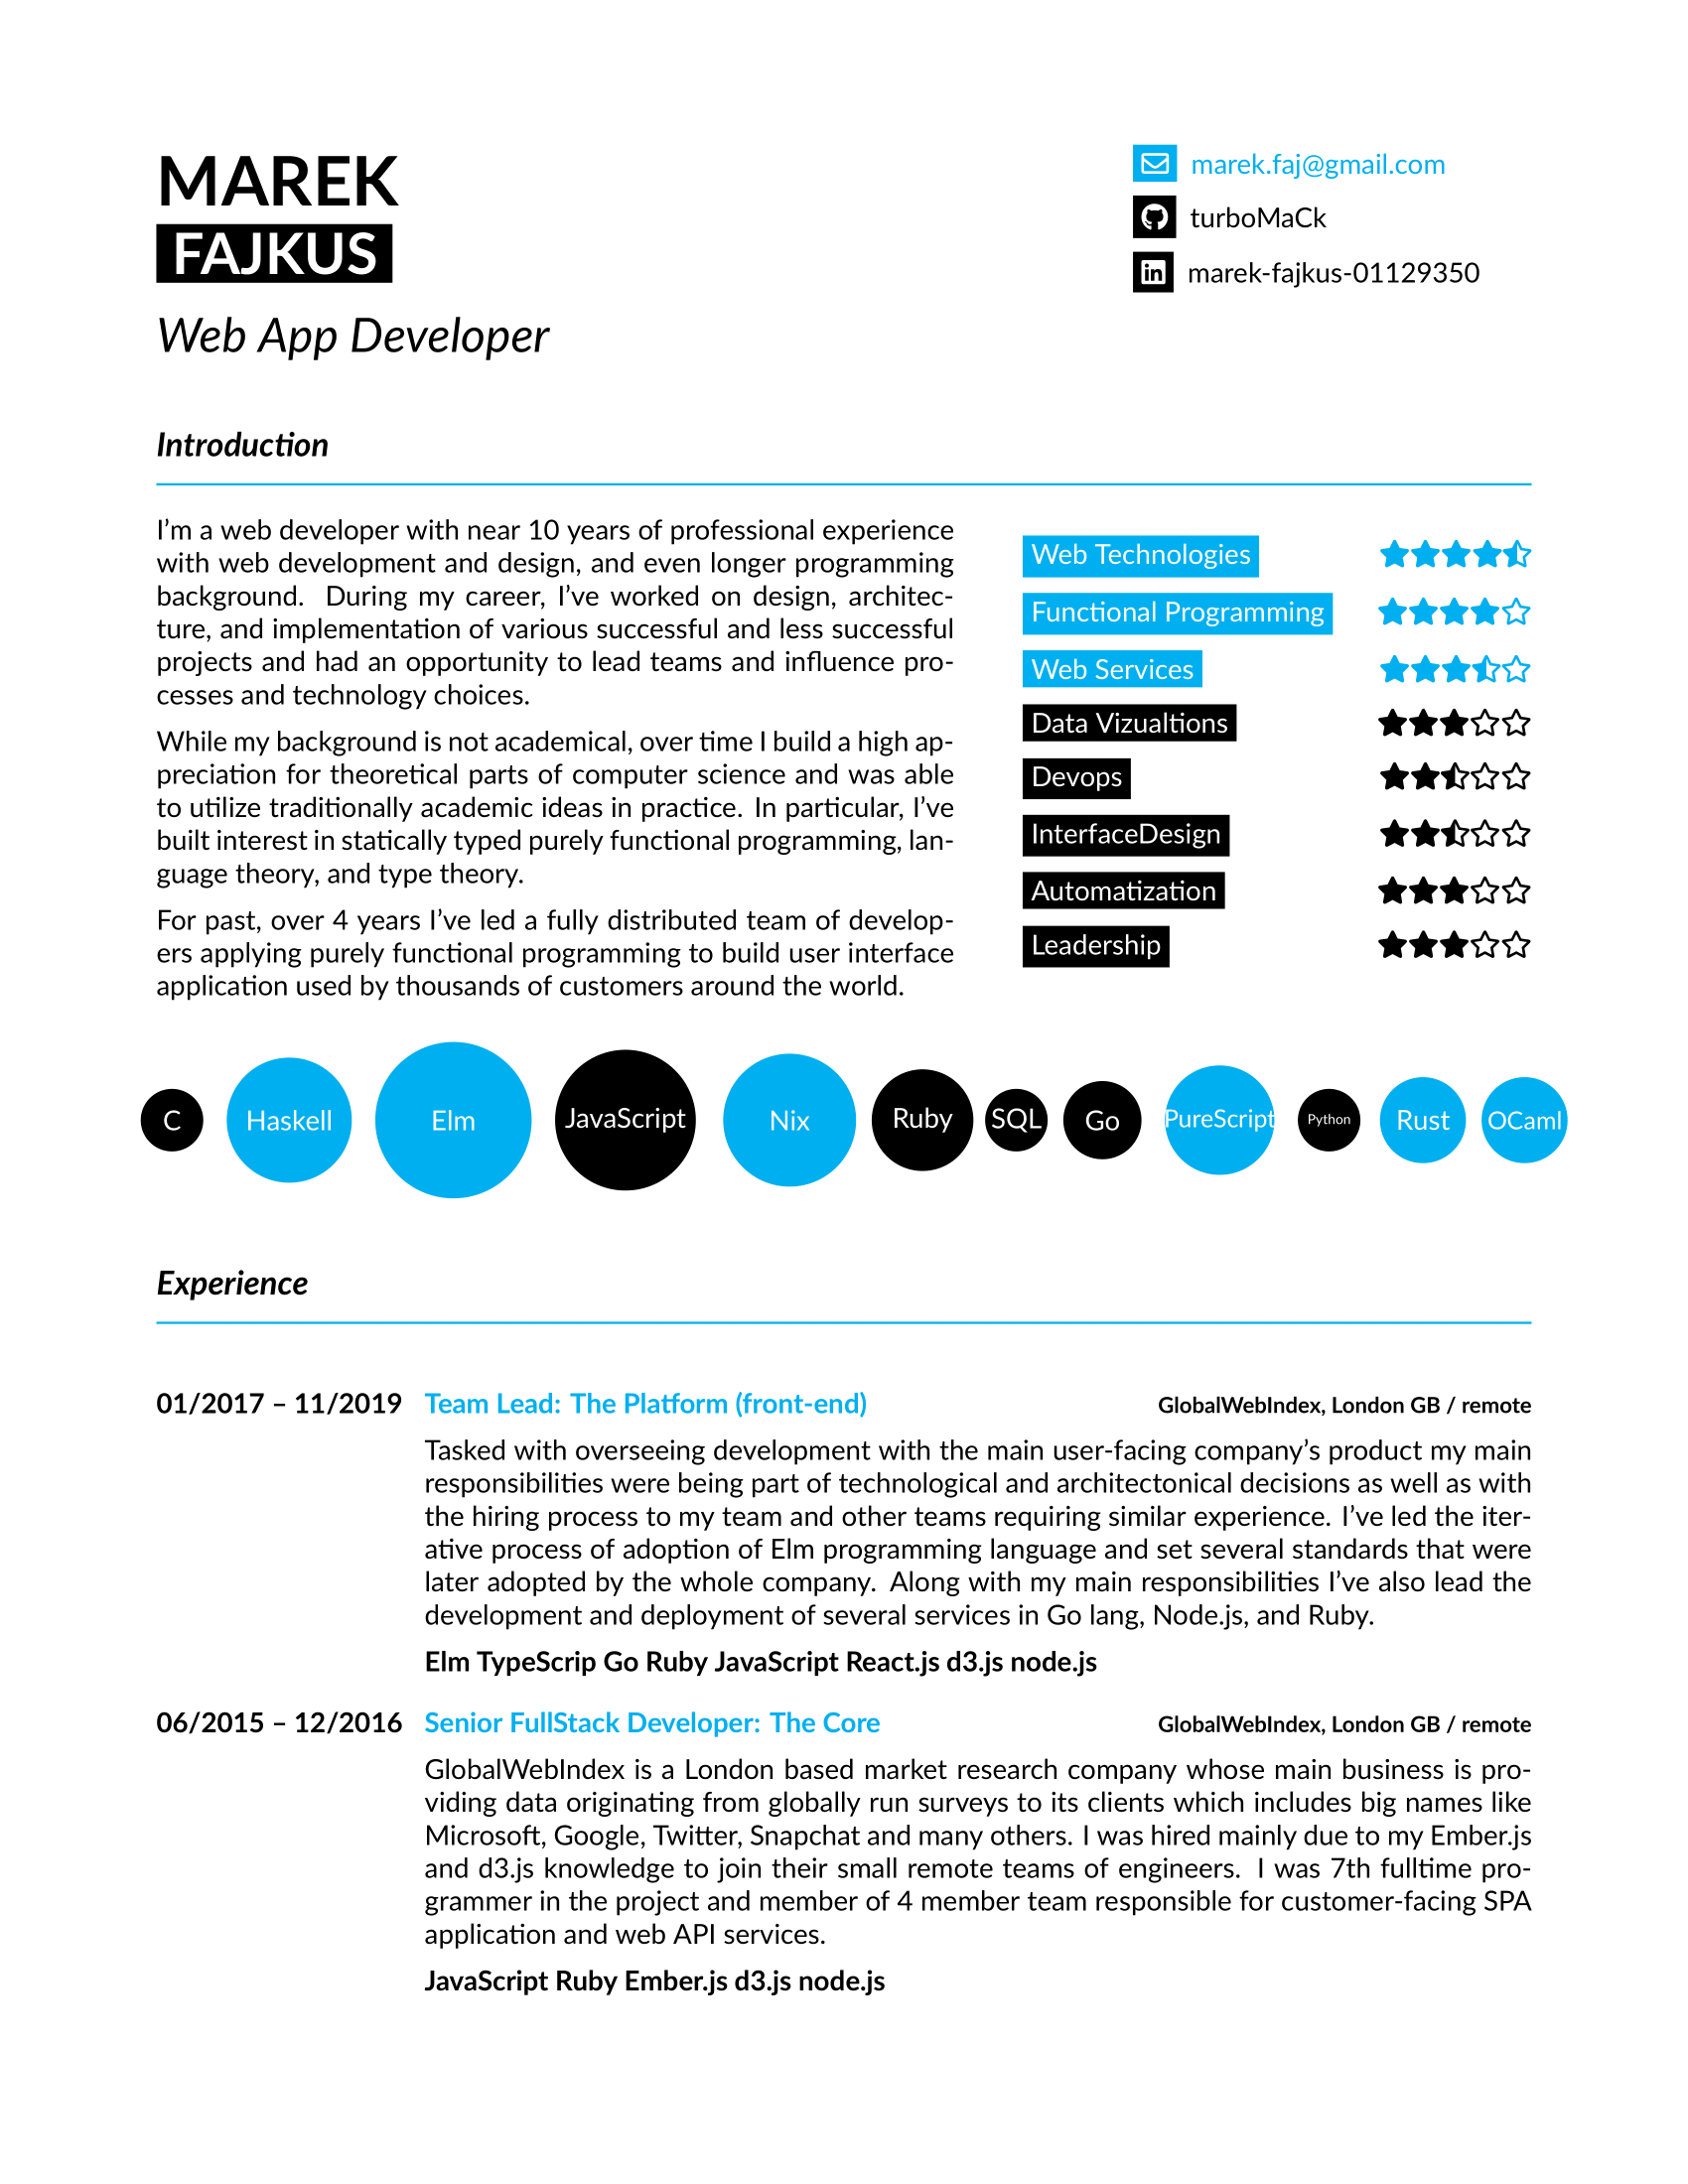 MAREK
FAJKUS
Web App Developer
marek.faj@gmail.com
turboMaCk
marek-fajkus-01129350
Introduction
I'm a web developer with near 10 years of professional experience
with web development and design, and even longer programming
background. During my career, I've worked on design, architec-
ture, and implementation of various successful and less successful
projects and had an opportunity to lead teams and influence pro-
cesses and technology choices.
While my background is not academical, over time I build a high ap-
preciation for theoretical parts of computer science and was able
to utilize traditionally academic ideas in practice. In particular, I've
built interest in statically typed purely functional programming, lan-
guage theory, and type theory.
For past, over 4 years I've led a fully distributed team of develop-
ers applying purely functional programming to build user interface
application used by thousands of customers around the world.
Web Technologies
Functional Programming
Web Services
Data Vizualtions
Devops
InterfaceDesign
Automatization
Leadership
C Haskell Elm JavaScript Nix Ruby SQL Go PureScript Python Rust OCaml
Experience
01/2017 – 11/2019 Team Lead: The Platform (front-end) GlobalWebIndex, London GB / remote
Tasked with overseeing development with the main user-facing company's product my main
responsibilities were being part of technological and architectonical decisions as well as with
the hiring process to my team and other teams requiring similar experience. I've led the iter-
ative process of adoption of Elm programming language and set several standards that were
later adopted by the whole company. Along with my main responsibilities I've also lead the
development and deployment of several services in Go lang, Node.js, and Ruby.
Elm TypeScrip Go Ruby JavaScript React.js d3.js node.js
06/2015 – 12/2016 Senior FullStack Developer: The Core GlobalWebIndex, London GB / remote
GlobalWebIndex is a London based market research company whose main business is pro-
viding data originating from globally run surveys to its clients which includes big names like
Microsoft, Google, Twitter, Snapchat and many others. I was hired mainly due to my Ember.js
and d3.js knowledge to join their small remote teams of engineers. I was 7th fulltime pro-
grammer in the project and member of 4 member team responsible for customer-facing SPA
application and web API services.
JavaScript Ruby Ember.js d3.js node.js